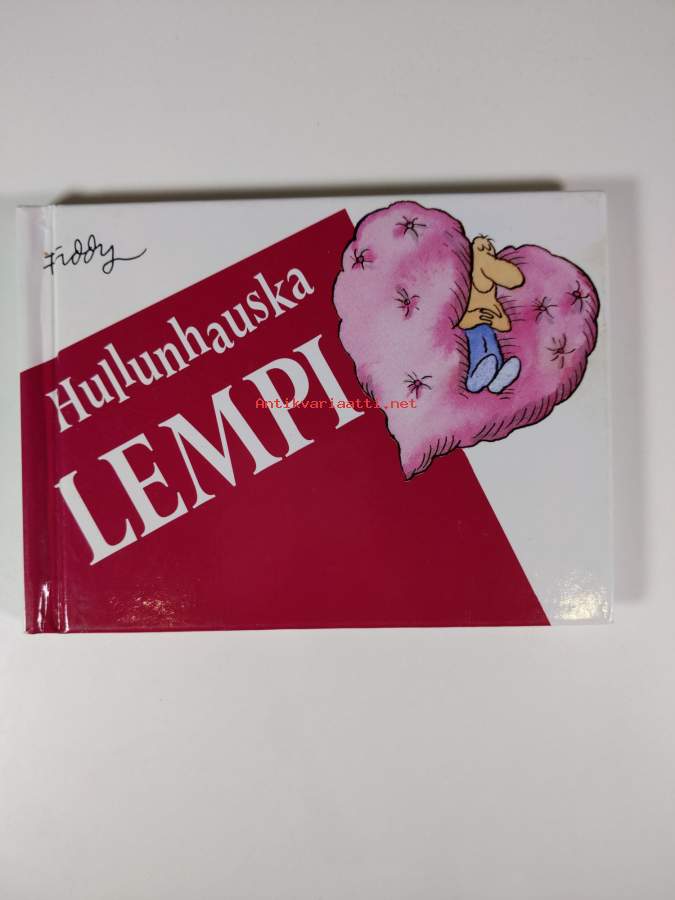 Fiddy
Hullunhauska
LEMPI
Antikvariaatti.net